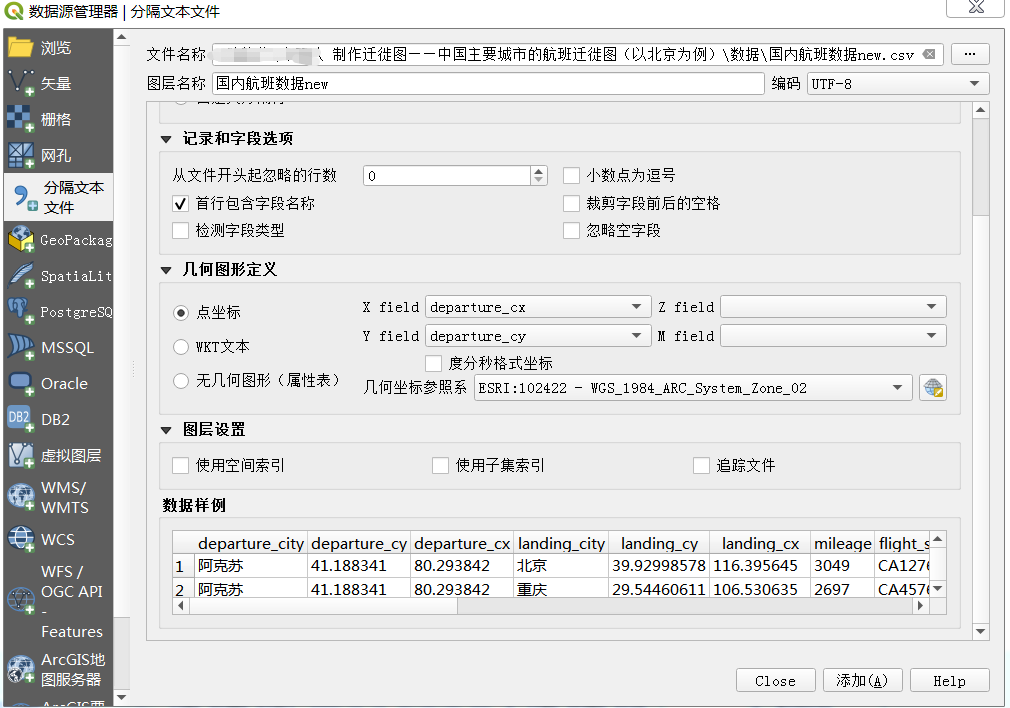 数据源管理器 | 分隔文本文件
浏览
矢量
栅格
网孔
分隔文本
文件
GeoPackag
SpatiaLit
PostgreSQ
MSSQL
Oracle
DB2
DB2
虚拟图层
WMS/
WMTS
WCS
WFS /
OGC API
-
Features
ArcGIS地
图服务器
文件名称 制作迁徙图——中国主要城市的航班迁徙图（以北京为例）\数据\国内航班数据new.csv ...
图层名称 国内航班数据new 编码 UTF-8
记录和字段选项
从文件开头起忽略的行数 0 小数点为逗号
首行包含字段名称 裁剪字段前后的空格
检测字段类型 忽略空字段
几何图形定义
点坐标 X field departure_cx Z field
Y field departure_cy M field
WKT文本
度分秒格式坐标
无几何图形（属性表）
几何坐标参照系 ESRI:102422 - WGS_1984_ARC_System_Zone_02
图层设置
使用空间索引 使用子集索引 追踪文件
数据样例
departure_city departure_cy departure_cx landing_city landing_cy landing_cx mileage flight_s
1 阿克苏 41.188341 80.293842 北京 39.92998578 116.395645 3049 CA1276
2 阿克苏 41.188341 80.293842 重庆 29.54460611 106.530635 2697 CA4576
Close 添加(A) Help